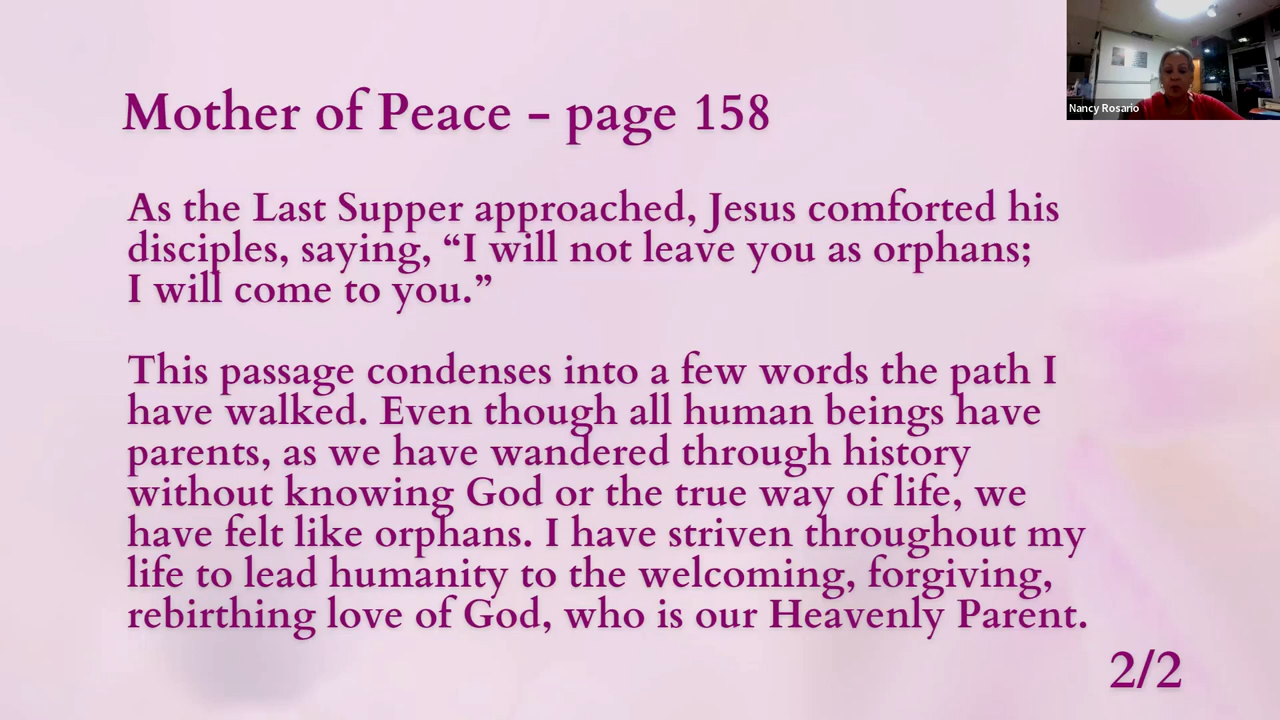 Mother of Peace - page 158
Nancy Rosario
As the Last Supper approached, Jesus comforted his
disciples, saying, “I will not leave you as orphans;
I will come to you.”
This passage condenses into a few words the path I
have walked. Even though all human beings have
parents, as we have wandered through history
without knowing God or the true way of life, we
have felt like orphans. I have striven throughout my
life to lead humanity to the welcoming, forgiving,
rebirthing love of God, who is our Heavenly Parent.
2/2